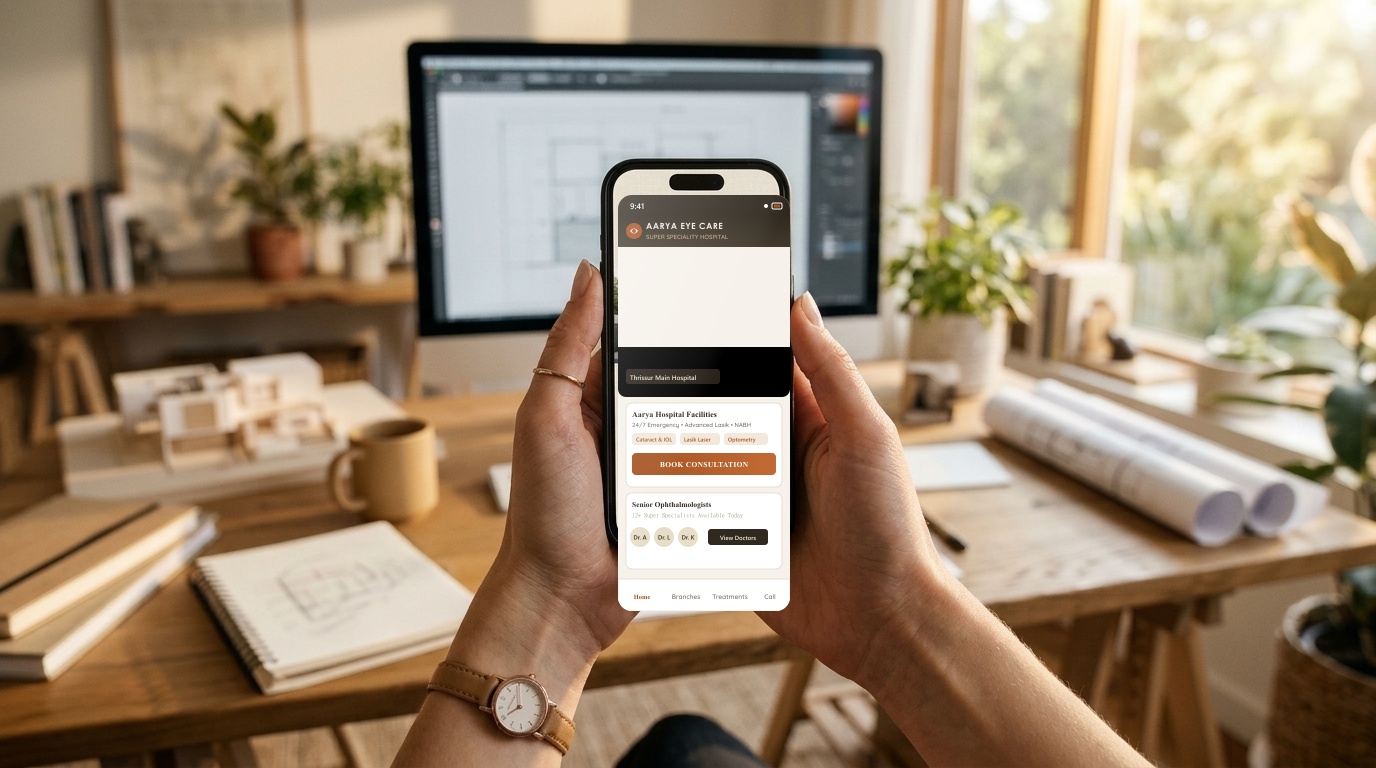 9:41
AARYA EYE CARE
SUPER SPECIALITY HOSPITAL
Thrissur Main Hospital
Aarya Hospital Facilities
24/7 Emergency • Advanced Lasik • NABH
Cataract & IOL Lasik Laser Optometry
BOOK CONSULTATION
Senior Ophthalmologists
12+ Super Specialists Available Today
Dr. A Dr. L Dr. K View Doctors
Home Branches Treatments Call